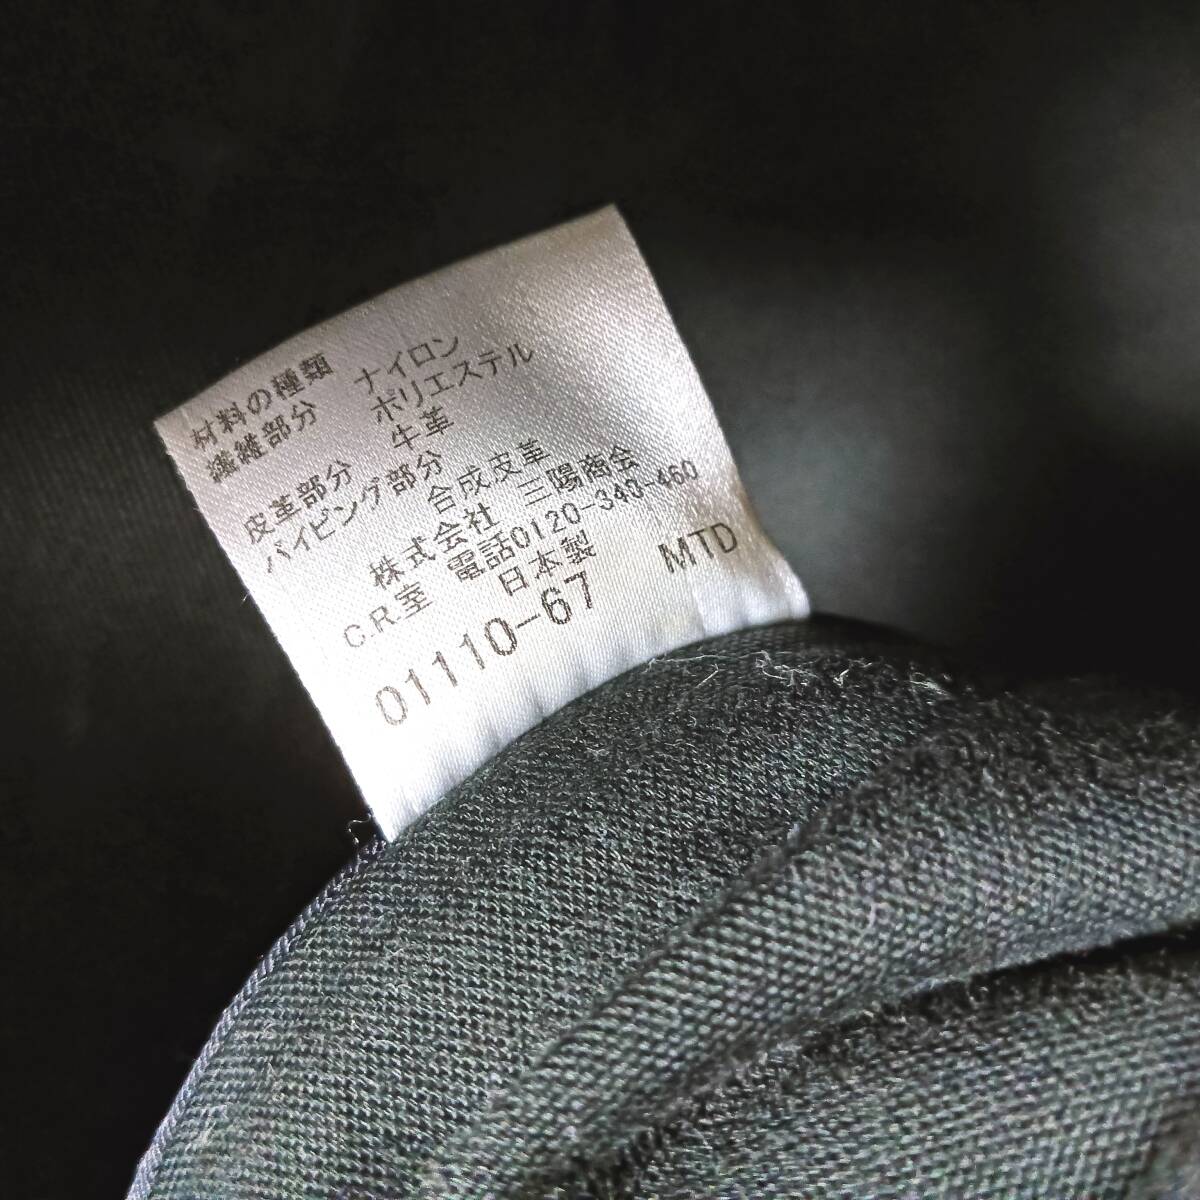 材料の種類
繊維部分 ナイロン
ポリエステル
皮革部分 牛革
パイピング部分
合成皮革
株式会社 三陽商会
C.R.室 電話0120-340-460
日本製
01110-67 MTD